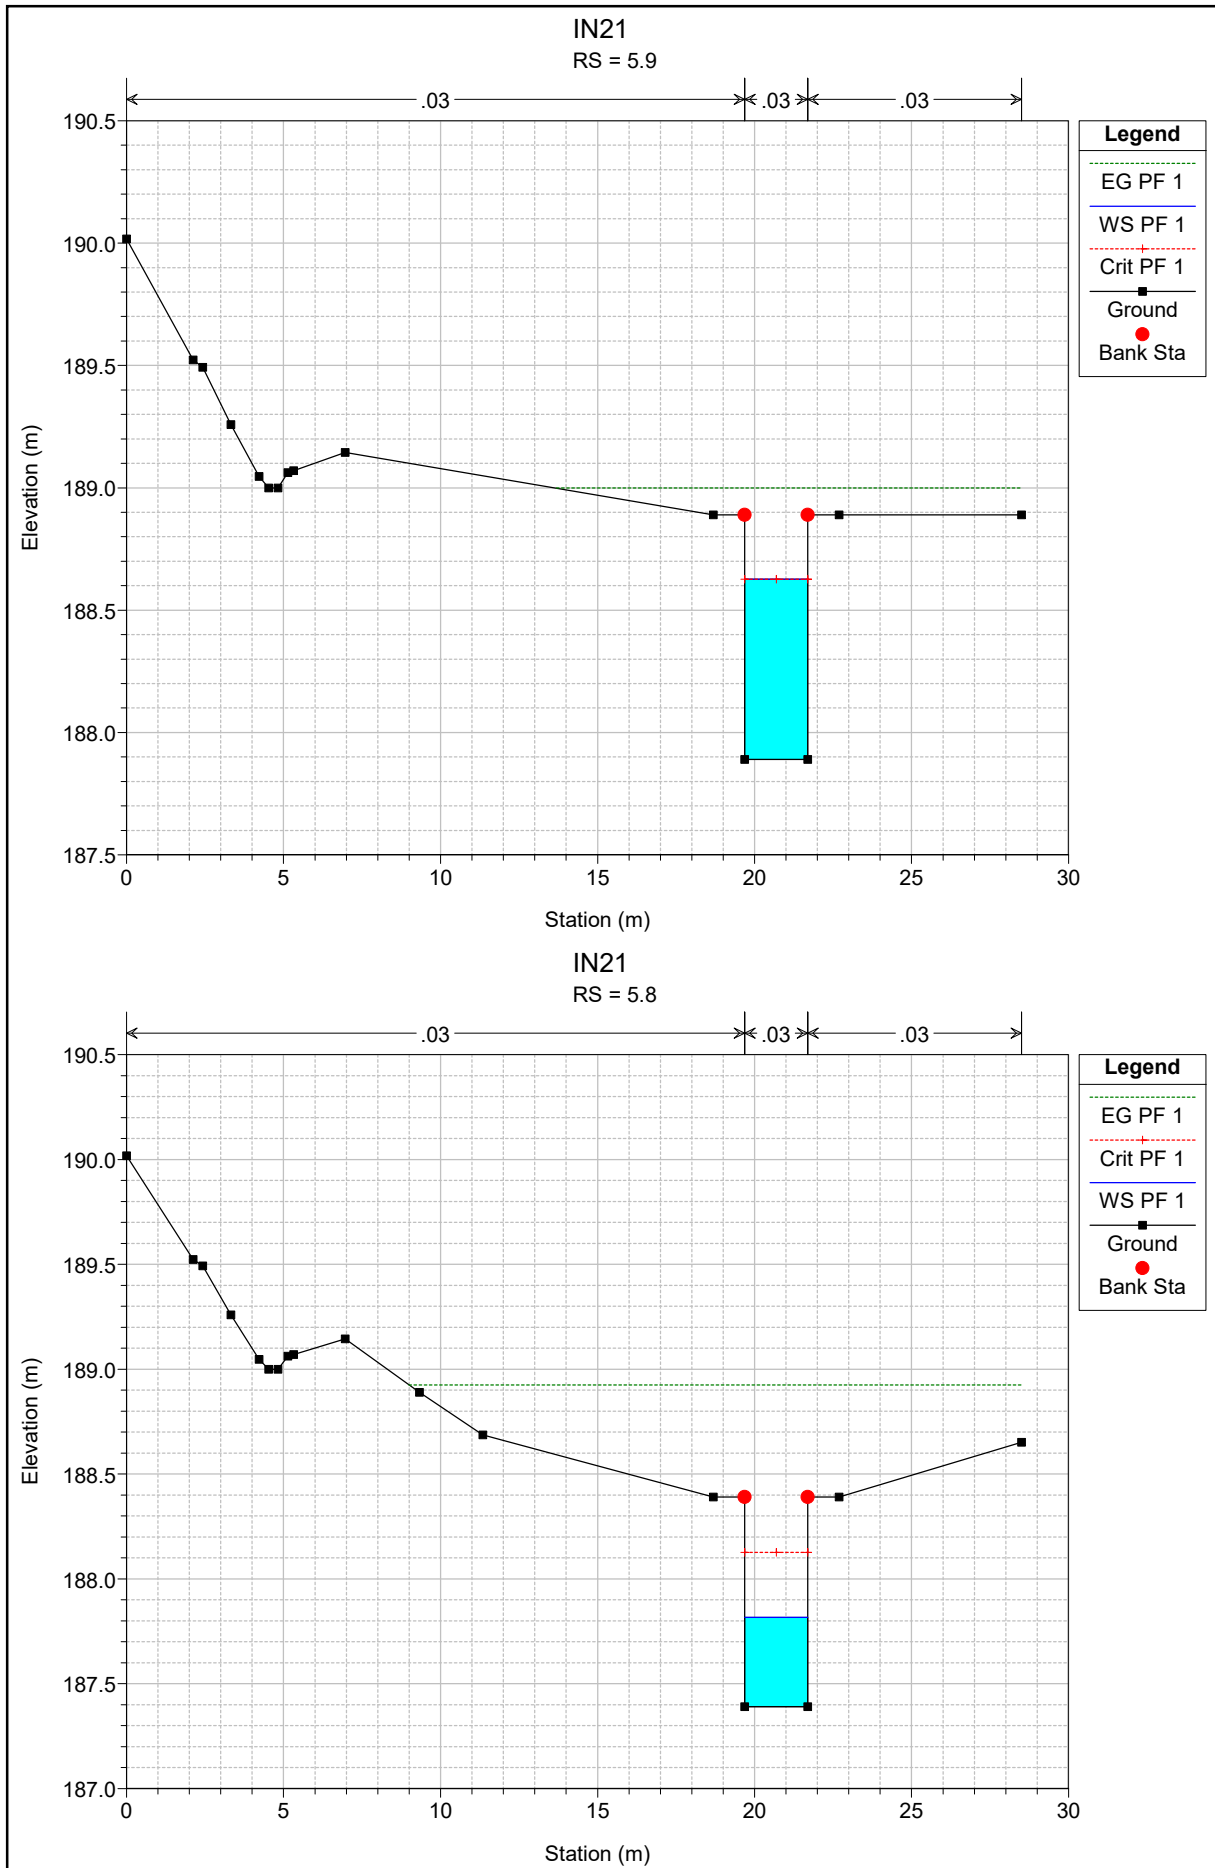 IN21
RS = 5.9
.03 .03 .03
190.5
190.0
189.5
189.0
188.5
188.0
187.5
Elevation (m)
0 5 10 15 20 25 30
Station (m)
Legend
EG PF 1
WS PF 1
Crit PF 1
Ground
Bank Sta
IN21
RS = 5.8
.03 .03 .03
190.5
190.0
189.5
189.0
188.5
188.0
187.5
187.0
Elevation (m)
0 5 10 15 20 25 30
Station (m)
Legend
EG PF 1
Crit PF 1
WS PF 1
Ground
Bank Sta